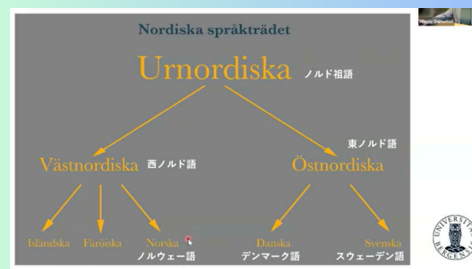 Nordiska språkträdet
Urnordiska ノルド祖語
Västnordiska 西ノルド語
東ノルド語
Östnordiska
Isländska Färöiska Norska Danska Svenska
ノルウェー語 デンマーク語 スウェーデン語
UNIVERSITAS BERGENSIS